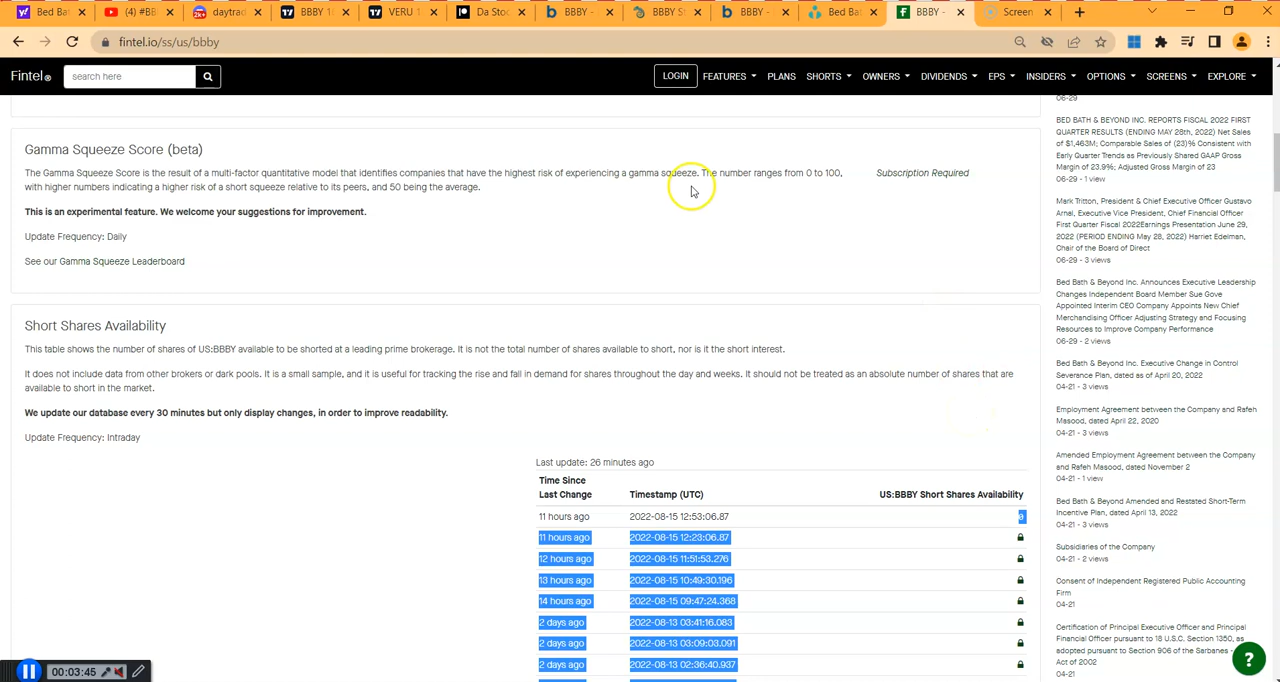 Bed Bat
(4) #BB
daytrad
BBBY 16
VERU 1
Da Stoc
BBBY -
BBBY S
BBBY -
Bed Bat
BBBY -
Screen
fintel.io/ss/us/bbby
Fintel
search here
LOGIN
FEATURES
PLANS
SHORTS
OWNERS
DIVIDENDS
EPS
INSIDERS
OPTIONS
SCREENS
EXPLORE
Gamma Squeeze Score (beta)
The Gamma Squeeze Score is the result of a multi-factor quantitative model that identifies companies that have the highest risk of experiencing a gamma squeeze. The number ranges from 0 to 100,
with higher numbers indicating a higher risk of a short squeeze relative to its peers, and 50 being the average.
Subscription Required
This is an experimental feature. We welcome your suggestions for improvement.
Update Frequency: Daily
See our Gamma Squeeze Leaderboard
Short Shares Availability
This table shows the number of shares of US:BBBY available to be shorted at a leading prime brokerage. It is not the total number of shares available to short, nor is it the short interest.
It does not include data from other brokers or dark pools. It is a small sample, and it is useful for tracking the rise and fall in demand for shares throughout the day and weeks. It should not be treated as an absolute number of shares that are
available to short in the market.
We update our database every 30 minutes but only display changes, in order to improve readability.
Update Frequency: Intraday
Last update: 26 minutes ago
Time Since
Last Change Timestamp (UTC) US:BBBY Short Shares Availability
11 hours ago 2022-08-15 12:53:06.87
11 hours ago 2022-08-15 12:23:06.87
12 hours ago 2022-08-15 11:51:53.276
13 hours ago 2022-08-15 10:49:30.196
14 hours ago 2022-08-15 09:47:24.368
2 days ago 2022-08-13 03:41:16.083
2 days ago 2022-08-13 03:09:03.091
2 days ago 2022-08-13 02:36:40.937
06-29
BED BATH & BEYOND INC. REPORTS FISCAL 2022 FIRST
QUARTER RESULTS (ENDING MAY 28th, 2022) Net Sales
of $1,463M; Comparable Sales of (23)% Consistent with
Early Quarter Trends as Previously Shared GAAP Gross
Margin of 23.9%; Adjusted Gross Margin of 23
06-29 - 1 view
Mark Tritton, President & Chief Executive Officer Gustavo
Arnal, Executive Vice President, Chief Financial Officer
First Quarter Fiscal 2022Earnings Presentation June 29,
2022 (PERIOD ENDING May 28, 2022) Harriet Edelman,
Chair of the Board of Direct
06-29 - 3 views
Bed Bath & Beyond Inc. Announces Executive Leadership
Changes Independent Board Member Sue Gove
Appointed Interim CEO Company Appoints New Chief
Merchandising Officer Adjusting Strategy and Focusing
Resources to Improve Company Performance
06-29 - 2 views
Bed Bath & Beyond Inc. Executive Change in Control
Severance Plan, dated as of April 20, 2022
04-21 - 3 views
Employment Agreement between the Company and Rafeh
Masood, dated April 22, 2020
04-21 - 3 views
Amended Employment Agreement between the Company
and Rafeh Masood, dated November 2
04-21 - 1 view
Bed Bath & Beyond Amended and Restated Short-Term
Incentive Plan, dated April 13, 2022
04-21 - 3 views
Subsidiaries of the Company
04-21 - 2 views
Consent of Independent Registered Public Accounting
Firm
04-21
Certification of Principal Executive Officer and Principal
Financial Officer pursuant to 18 U.S.C. Section 1350, as
adopted pursuant to Section 906 of the Sarbanes -
Act of 2002
04-21
00:03:45
?